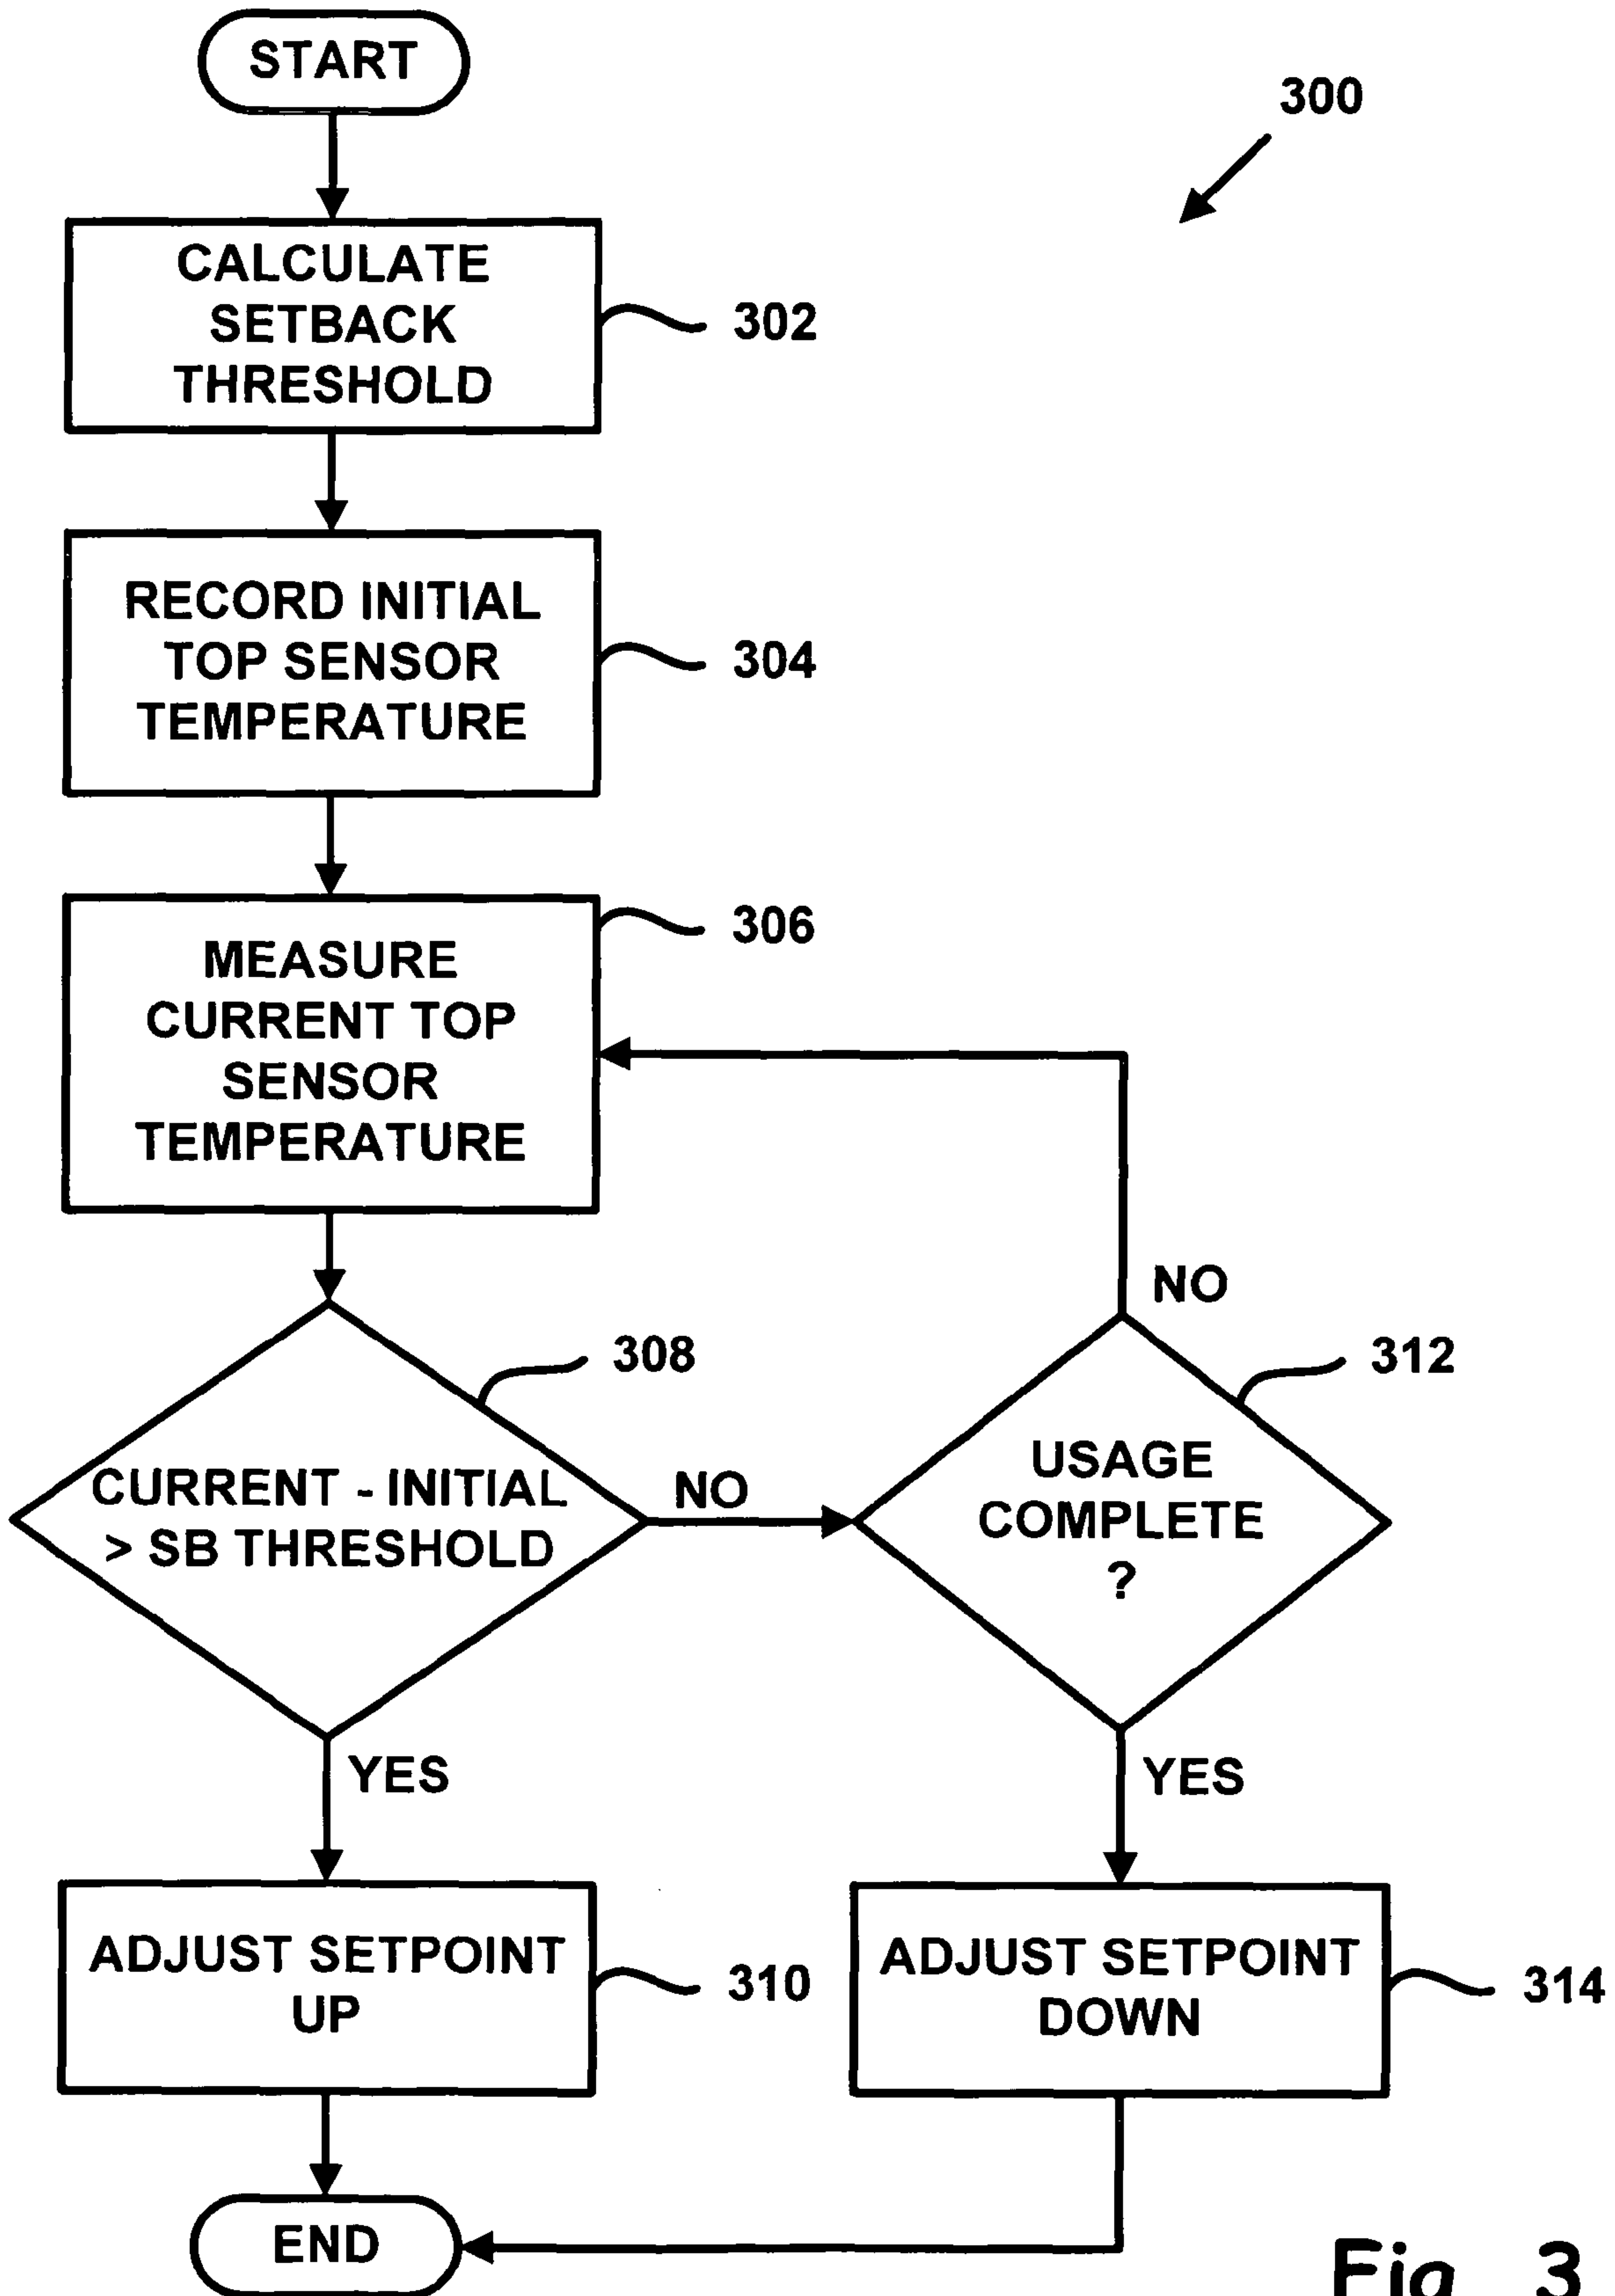 START
300
CALCULATE
SETBACK
THRESHOLD
302
RECORD INITIAL
TOP SENSOR
TEMPERATURE
304
MEASURE
CURRENT TOP
SENSOR
TEMPERATURE
306
NO
308
312
CURRENT - INITIAL
> SB THRESHOLD
NO
USAGE
COMPLETE
?
YES
YES
ADJUST SETPOINT
UP
310
ADJUST SETPOINT
DOWN
314
END
Fig. 3